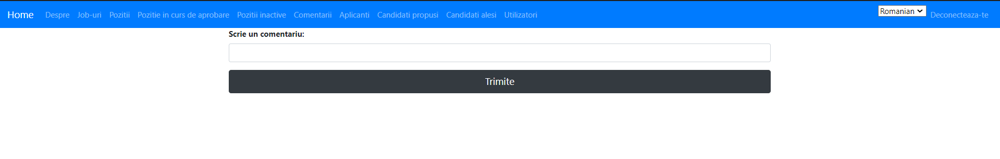 Home Despre Job-uri Pozitii Pozitie in curs de aprobare Pozitii inactive Comentarii Aplicanti Candidati propusi Candidati alesi Utilizatori Romanian Deconecteaza-te
Scrie un comentariu:
Trimite